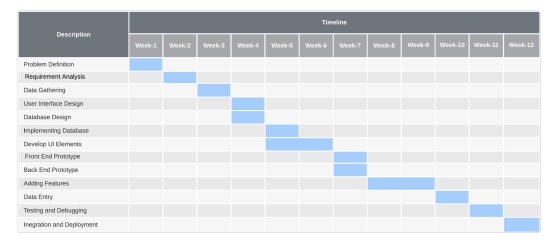 Description
Timeline
Week-1 Week-2 Week-3 Week-4 Week-5 Week-6 Week-7 Week-8 Week-9 Week-10 Week-11 Week-12
Problem Definition
Requirement Analysis
Data Gathering
User Interface Design
Database Design
Implementing Database
Develop UI Elements
Front End Prototype
Back End Prototype
Adding Features
Data Entry
Testing and Debugging
Inegration and Deployment